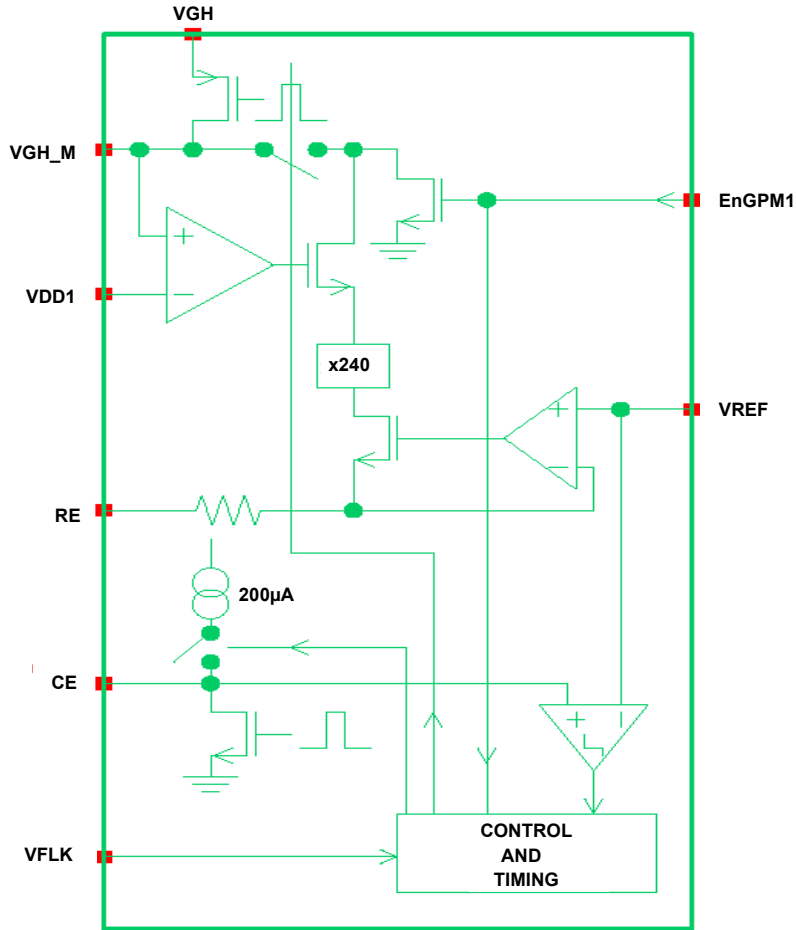 VGH
VGH_M
EnGPM1
VDD1
x240
VREF
RE
200µA
CE
CONTROL
AND
TIMING
VFLK